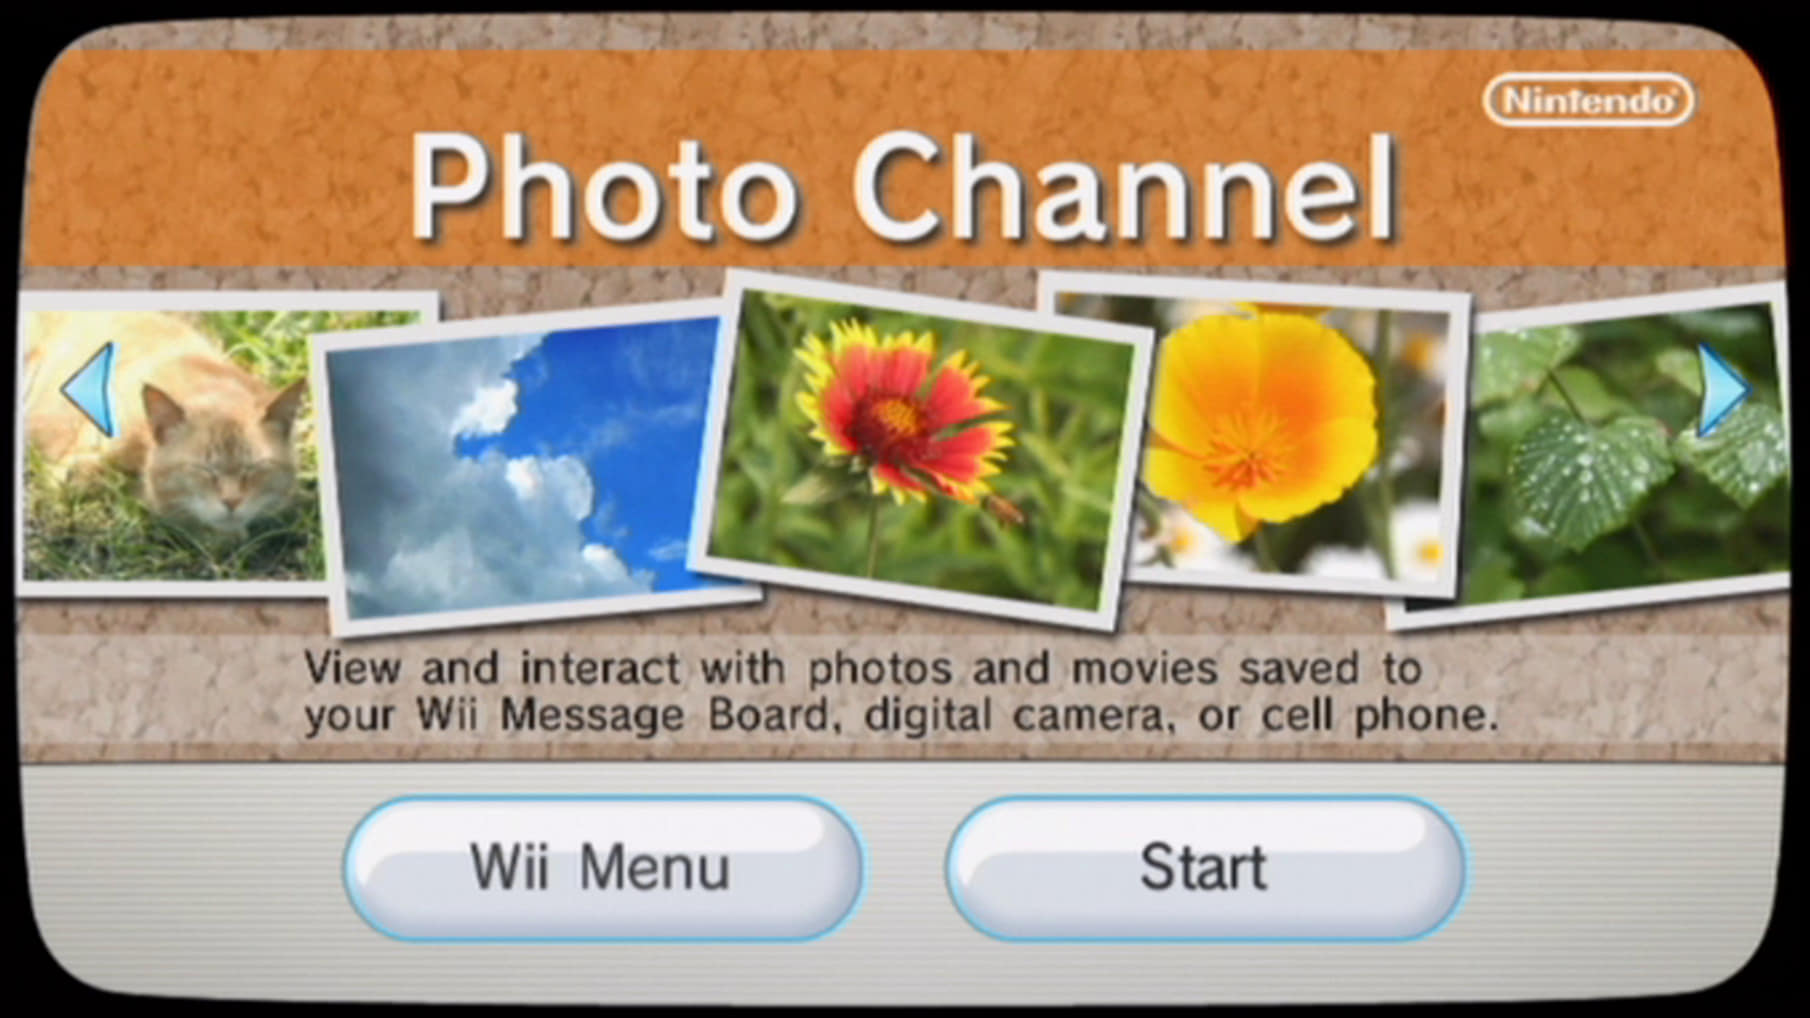 Nintendo
Photo Channel
View and interact with photos and movies saved to
your Wii Message Board, digital camera, or cell phone.
Wii Menu
Start